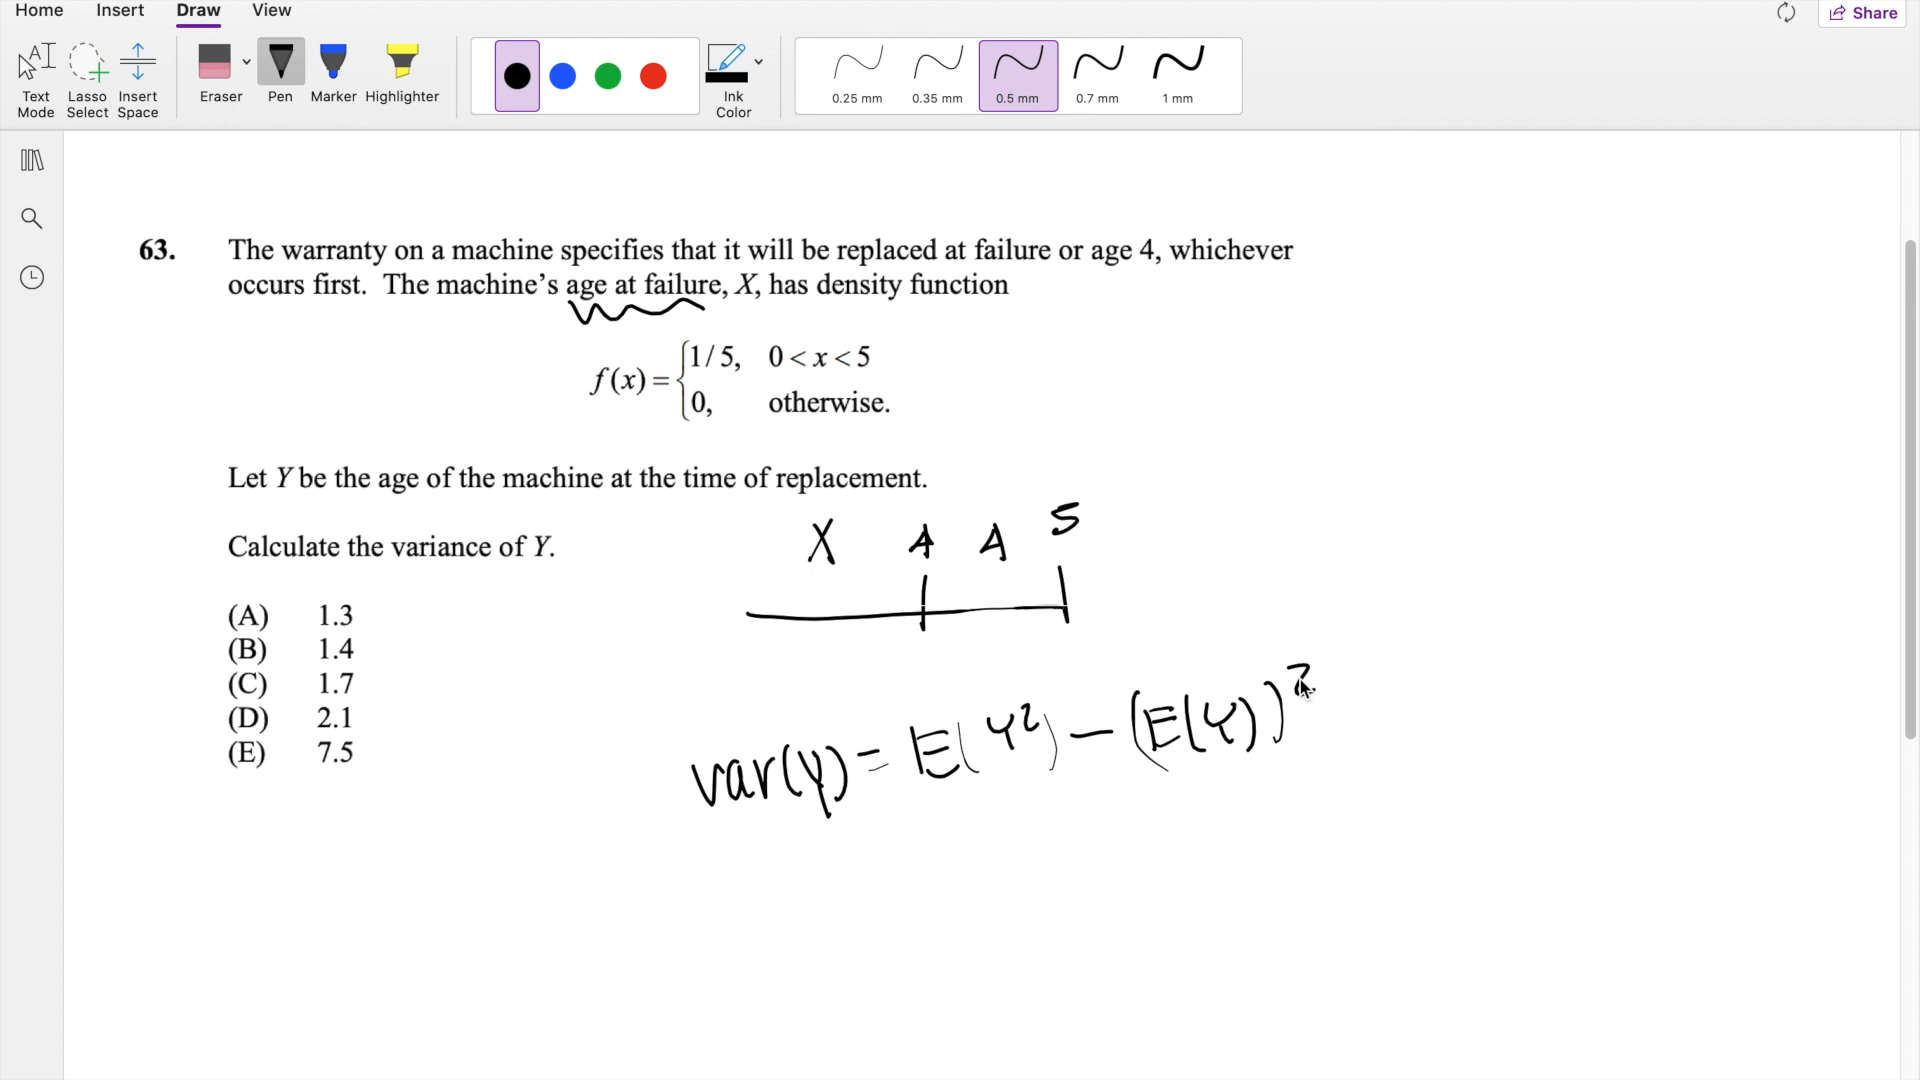 Home Insert Draw View Share
Text Mode Lasso Select Insert Space Eraser Pen Marker Highlighter Ink Color 0.25 mm 0.35 mm 0.5 mm 0.7 mm 1 mm
63. The warranty on a machine specifies that it will be replaced at failure or age 4, whichever
occurs first. The machine’s age at failure, X, has density function
f(x) = { 1/5, 0 < x < 5
0, otherwise.
Let Y be the age of the machine at the time of replacement.
X 4 4 5
Calculate the variance of Y.
(A) 1.3
(B) 1.4
(C) 1.7
(D) 2.1
(E) 7.5
var(Y) = E(Y²) − (E(Y))²